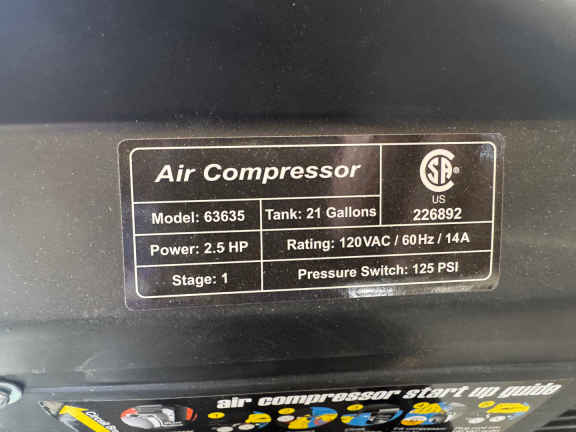 Air Compressor
CSA®
US
226892
Model: 63635
Tank: 21 Gallons
Power: 2.5 HP
Rating: 120VAC / 60Hz / 14A
Stage: 1
Pressure Switch: 125 PSI
air compressor start up guide